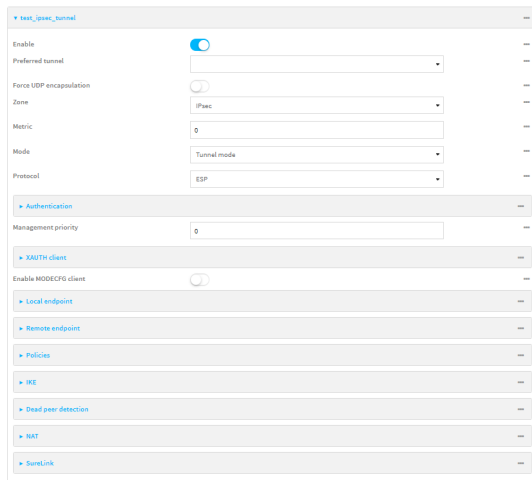 test_ipsec_tunnel
Enable
Preferred tunnel
Force UDP encapsulation
Zone
IPsec
Metric
0
Mode
Tunnel mode
Protocol
ESP
Authentication
Management priority
0
XAUTH client
Enable MODECFG client
Local endpoint
Remote endpoint
Policies
IKE
Dead peer detection
NAT
SureLink